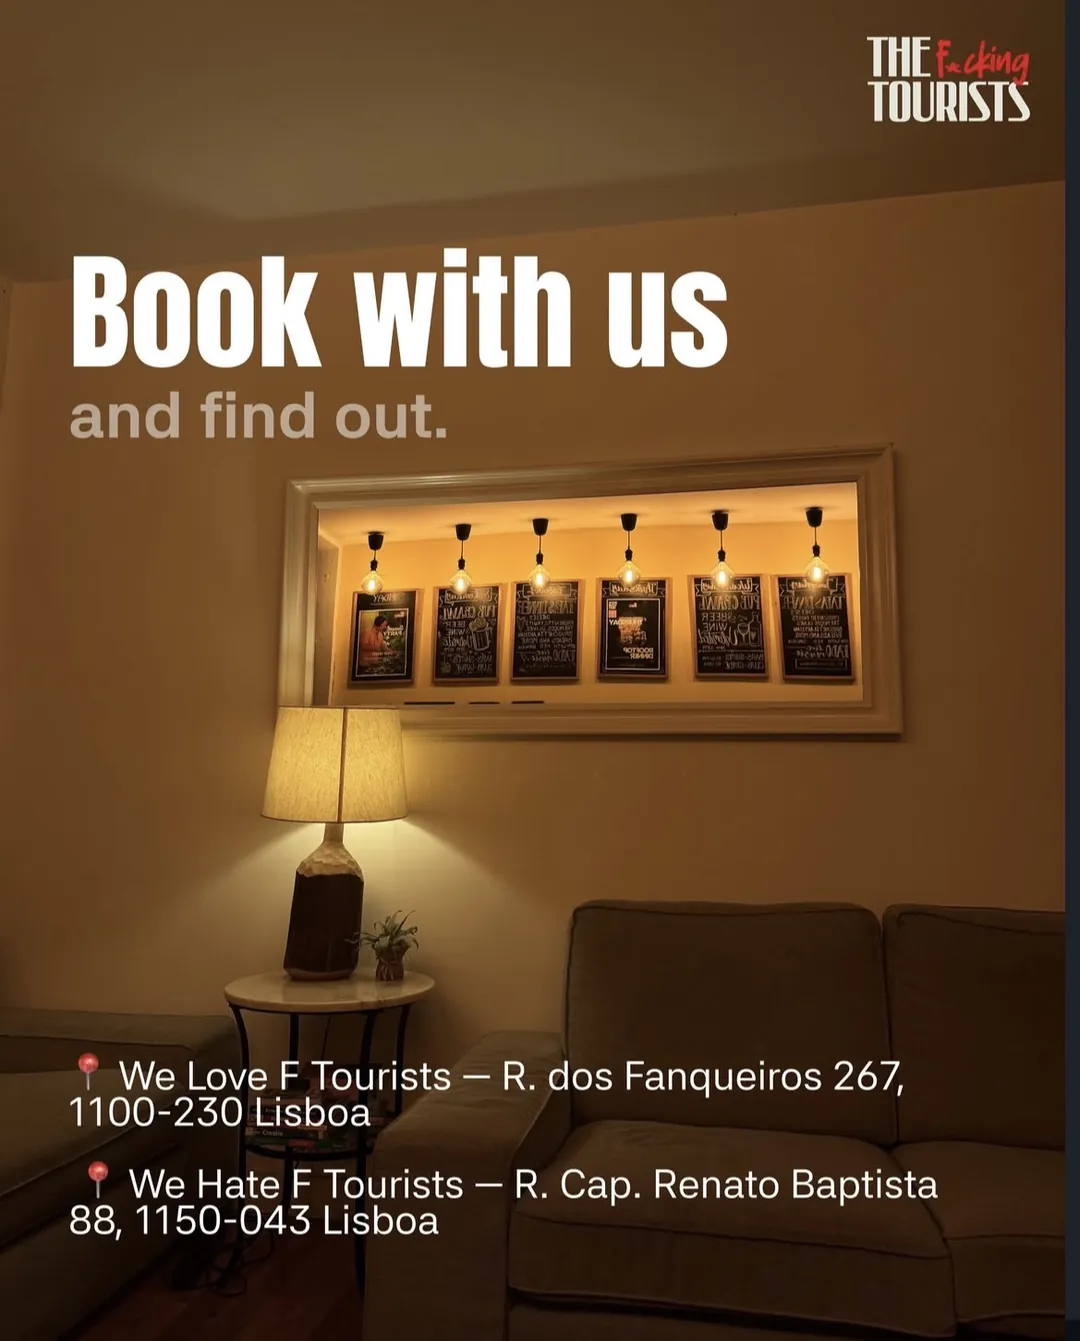 THE F*cking
TOURISTS
Book with us
and find out.
📍 We Love F Tourists — R. dos Fanqueiros 267,
1100-230 Lisboa
📍 We Hate F Tourists — R. Cap. Renato Baptista
88, 1150-043 Lisboa